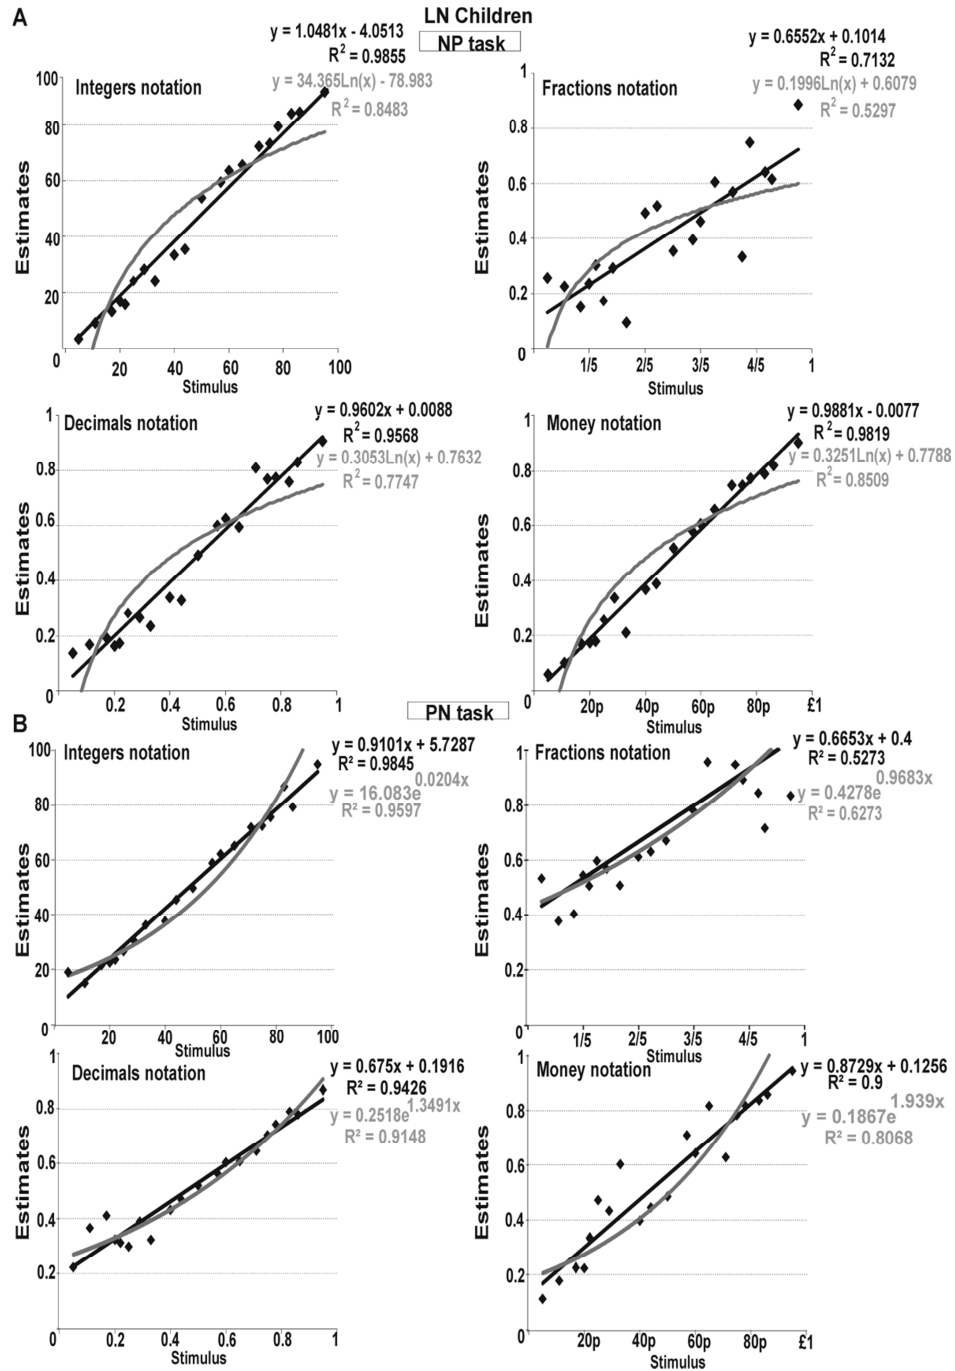 A
LN Children
NP task
y = 1.0481x - 4.0513
R2 = 0.9855
y = 34.365Ln(x) - 78.983
R2 = 0.8483
Integers notation
Estimates
100
80
60
40
20
0
20 40 60 80 100
Stimulus
y = 0.6552x + 0.1014
R2 = 0.7132
y = 0.1996Ln(x) + 0.6079
R2 = 0.5297
Fractions notation
Estimates
1
0.8
0.6
0.4
0.2
0
1/5 2/5 3/5 4/5 1
Stimulus
Decimals notation
y = 0.9602x + 0.0088
R2 = 0.9568
y = 0.3053Ln(x) + 0.7632
R2 = 0.7747
Estimates
1
0.8
0.6
0.4
0.2
0
0.2 0.4 0.6 0.8 1
Stimulus
Money notation
y = 0.9881x - 0.0077
R2 = 0.9819
y = 0.3251Ln(x) + 0.7788
R2 = 0.8509
Estimates
1
0.8
0.6
0.4
0.2
0
20p 40p 60p 80p £1
Stimulus
B
PN task
Integers notation
y = 0.9101x + 5.7287
R² = 0.9845
y = 16.083e0.0204x
R² = 0.9597
Estimates
100
80
60
40
20
0
20 40 60 80 100
Stimulus
Fractions notation
y = 0.6653x + 0.4
R² = 0.5273
y = 0.4278e0.9683x
R² = 0.6273
Estimates
1
0.8
0.6
0.4
0.2
0
1/5 2/5 3/5 4/5 1
Stimulus
Decimals notation
y = 0.675x + 0.1916
R² = 0.9426
y = 0.2518e1.3491x
R² = 0.9148
Estimates
1
0.8
0.6
0.4
0.2
0
0.2 0.4 0.6 0.8 1
Stimulus
Money notation
y = 0.8729x + 0.1256
R² = 0.9
y = 0.1867e1.939x
R² = 0.8068
Estimates
1
0.8
0.6
0.4
0.2
0
20p 40p 60p 80p £1
Stimulus